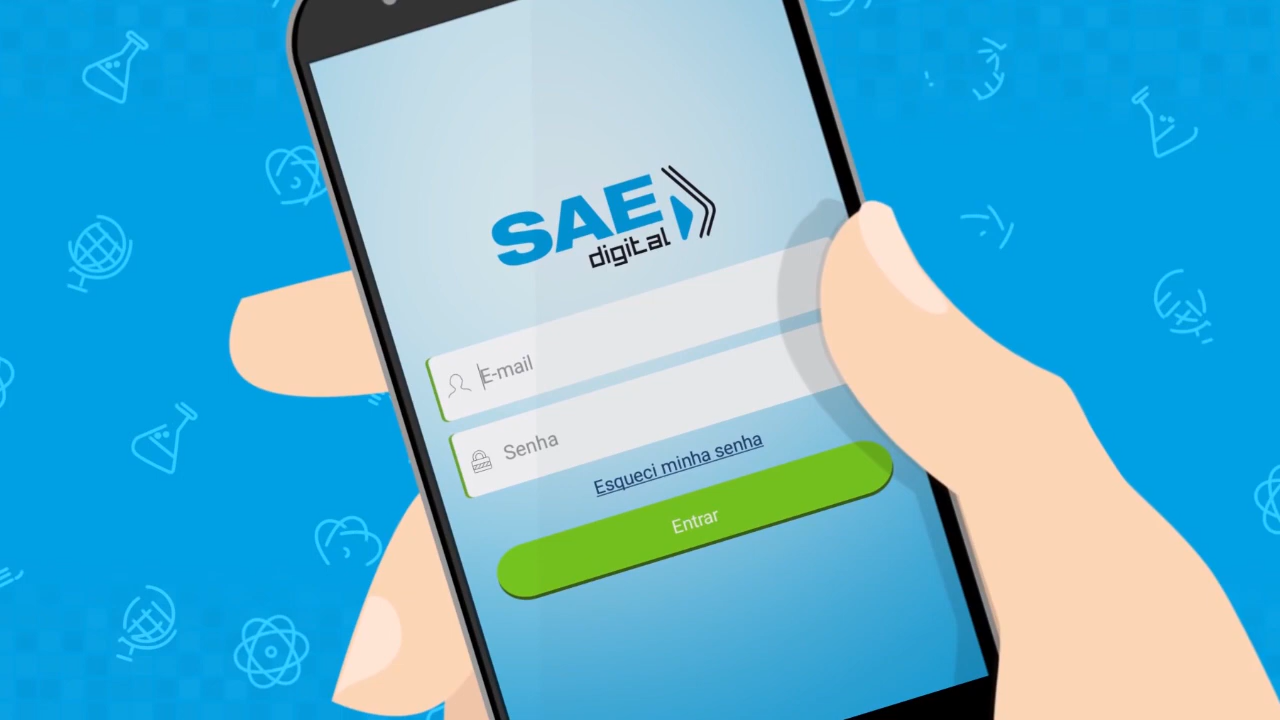 SAE
digital
E-mail
Senha
Esqueci minha senha
Entrar